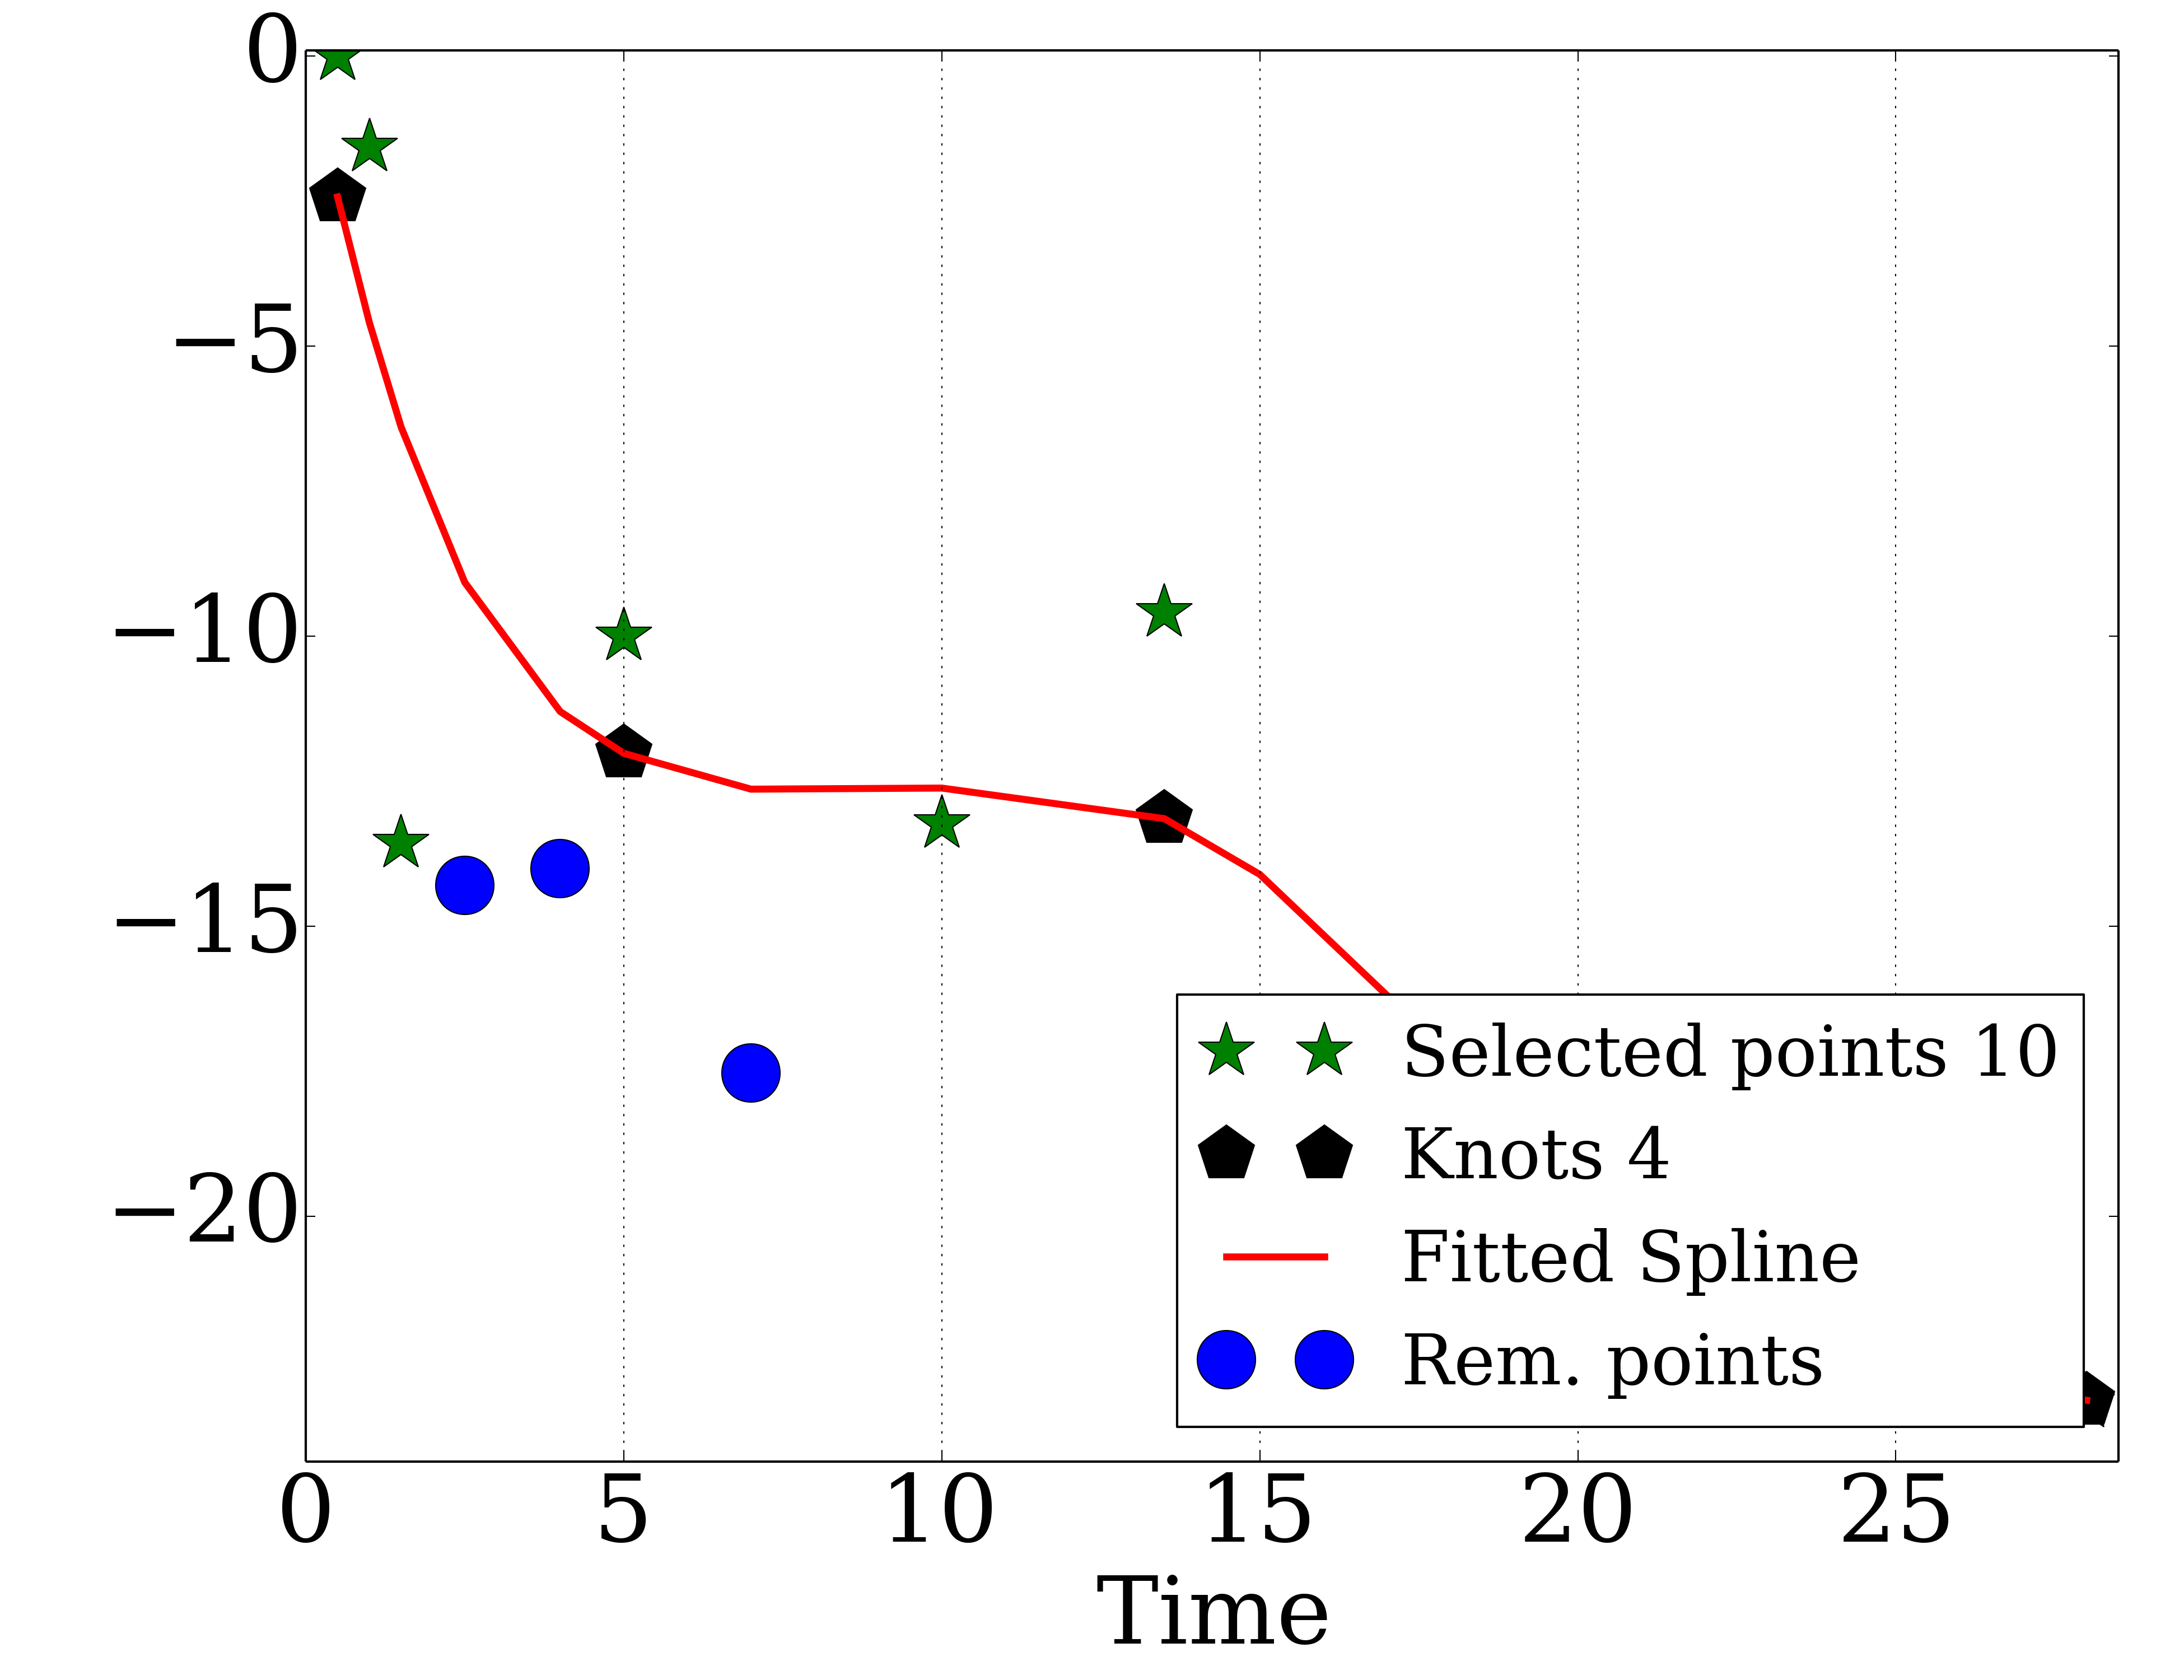 0
−5
−10
−15
−20
0 5 10 15 20 25
Time
Selected points 10
Knots 4
Fitted Spline
Rem. points